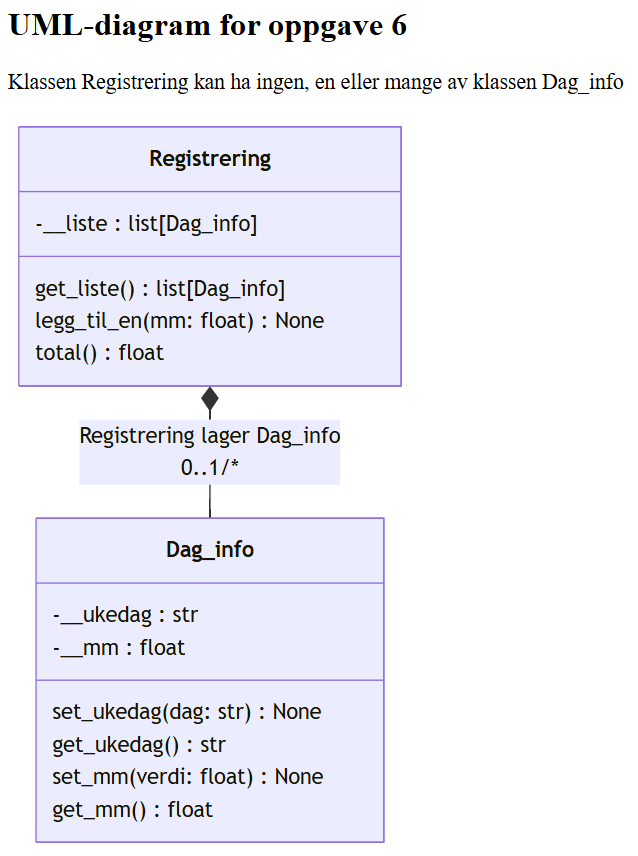 UML-diagram for oppgave 6
Klassen Registrering kan ha ingen, en eller mange av klassen Dag_info
Registrering
-__liste : list[Dag_info]
get_liste() : list[Dag_info]
legg_til_en(mm: float) : None
total() : float
Registrering lager Dag_info
0..1/*
Dag_info
-__ukedag : str
-__mm : float
set_ukedag(dag: str) : None
get_ukedag() : str
set_mm(verdi: float) : None
get_mm() : float